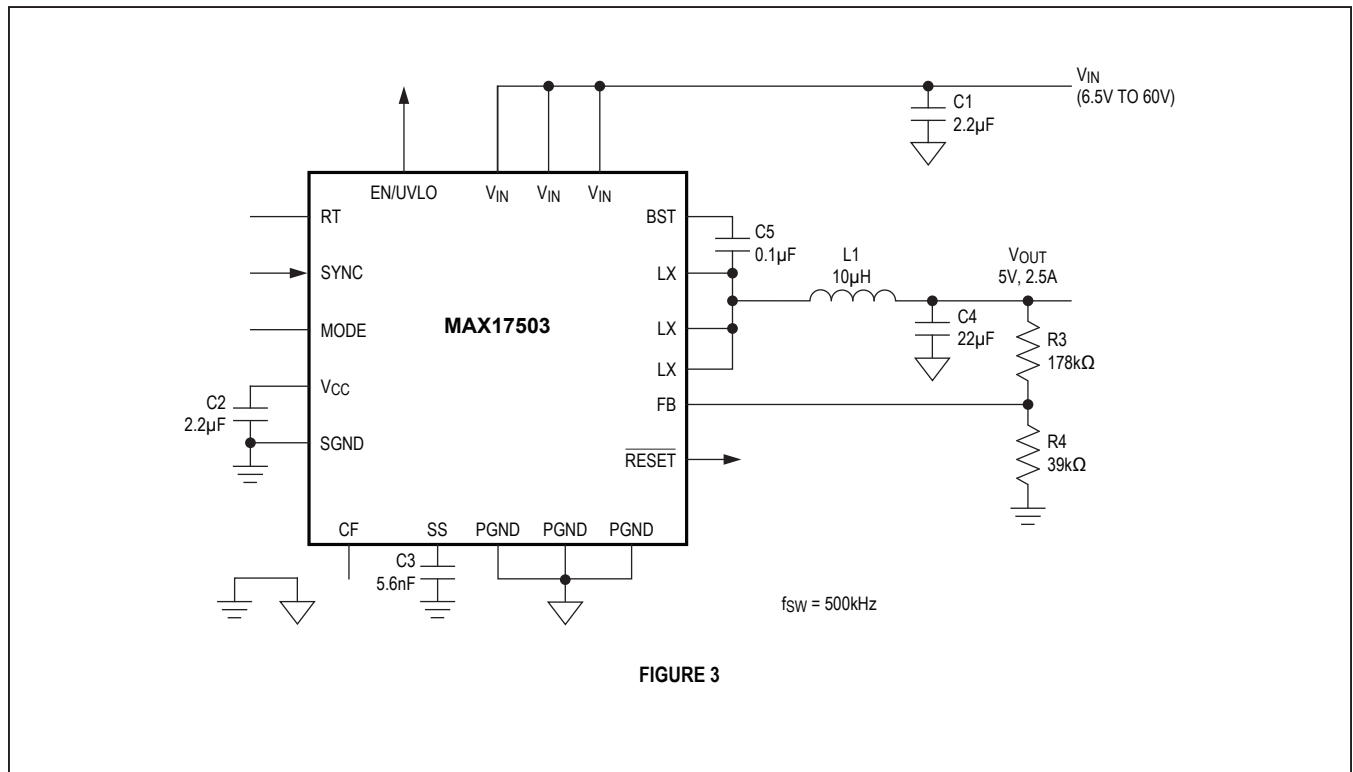 VIN
(6.5V TO 60V)
C1
2.2µF
EN/UVLO
VIN
VIN
VIN
RT
SYNC
MODE
VCC
SGND
C2
2.2µF
MAX17503
BST
LX
LX
LX
FB
RESET
C5
0.1µF
L1
10µH
VOUT
5V, 2.5A
C4
22µF
R3
178kΩ
R4
39kΩ
CF
SS
PGND
PGND
PGND
C3
5.6nF
fSW = 500kHz
FIGURE 3